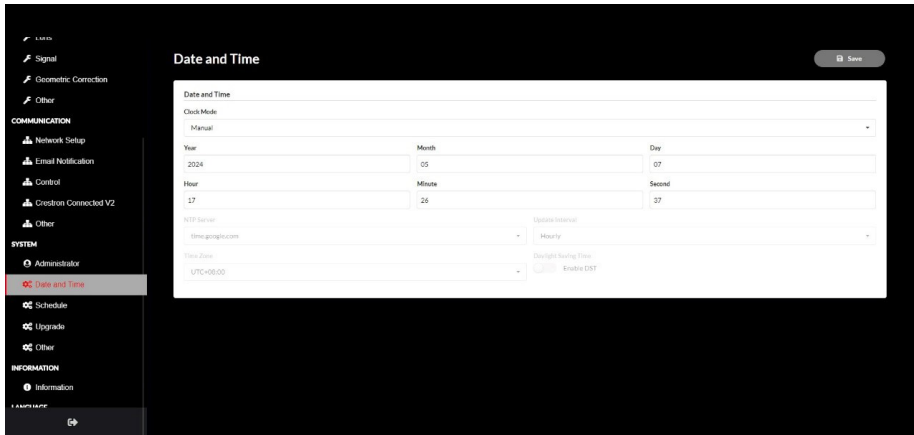 Lens
Signal
Geometric Correction
Other
COMMUNICATION
Network Setup
Email Notification
Control
Crestron Connected V2
Other
SYSTEM
Administrator
Date and Time
Schedule
Upgrade
Other
INFORMATION
Information
LANGUAGE
Date and Time
Save
Date and Time
Clock Mode
Manual
Year Month Day
2024 05 07
Hour Minute Second
17 26 37
NTP Server Update Interval
time.google.com Hourly
Time Zone Daylight Saving Time
UTC+00:00 Enable DST